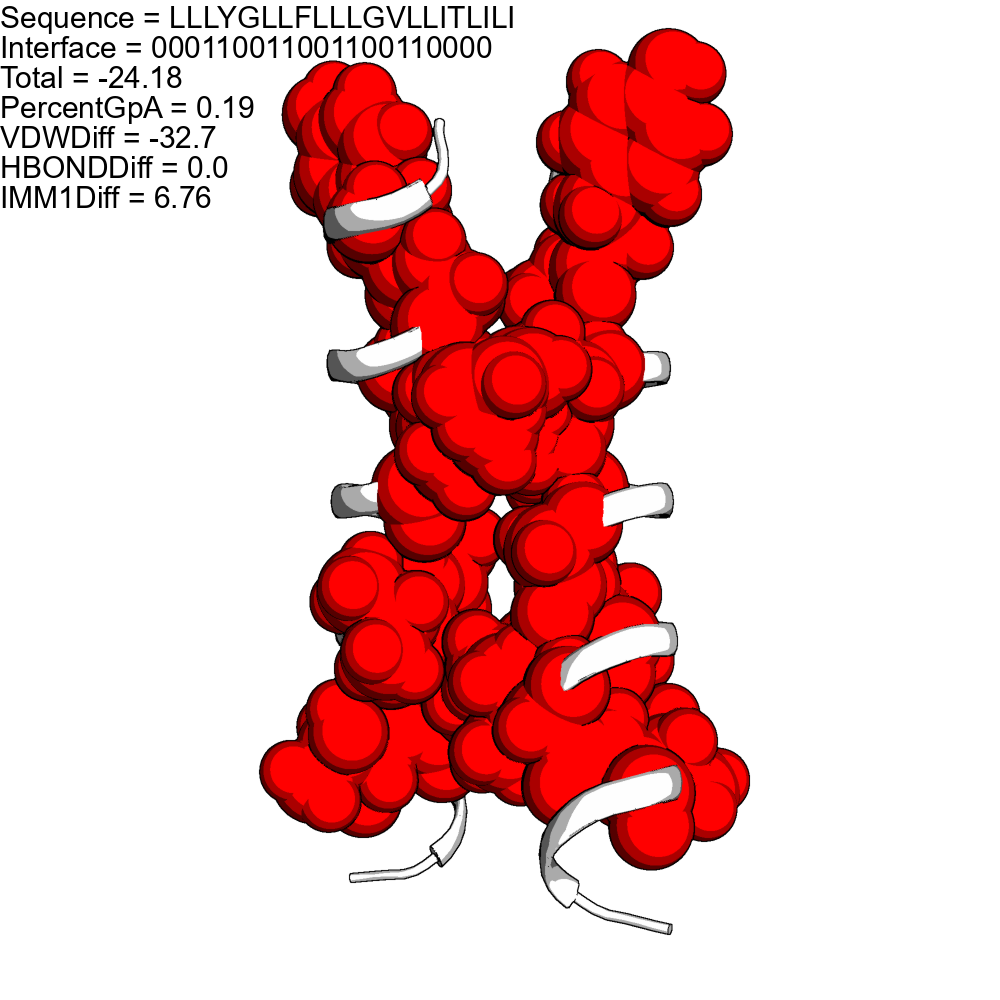 Sequence = LLLYGLLFLLLGVLLITLILI
Interface = 000110011001100110000
Total = -24.18
PercentGpA = 0.19
VDWDiff = -32.7
HBONDDiff = 0.0
IMM1Diff = 6.76